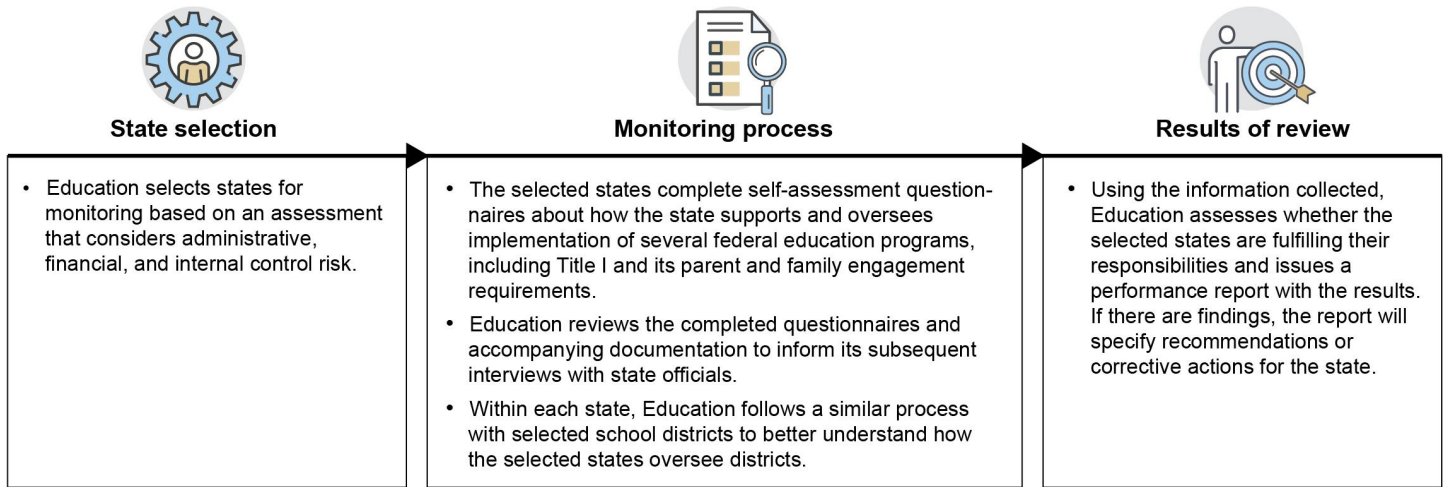 State selection
• Education selects states for
monitoring based on an assessment
that considers administrative,
financial, and internal control risk.
Monitoring process
• The selected states complete self-assessment question-
naires about how the state supports and oversees
implementation of several federal education programs,
including Title I and its parent and family engagement
requirements.
• Education reviews the completed questionnaires and
accompanying documentation to inform its subsequent
interviews with state officials.
• Within each state, Education follows a similar process
with selected school districts to better understand how
the selected states oversee districts.
Results of review
• Using the information collected,
Education assesses whether the
selected states are fulfilling their
responsibilities and issues a
performance report with the results.
If there are findings, the report will
specify recommendations or
corrective actions for the state.